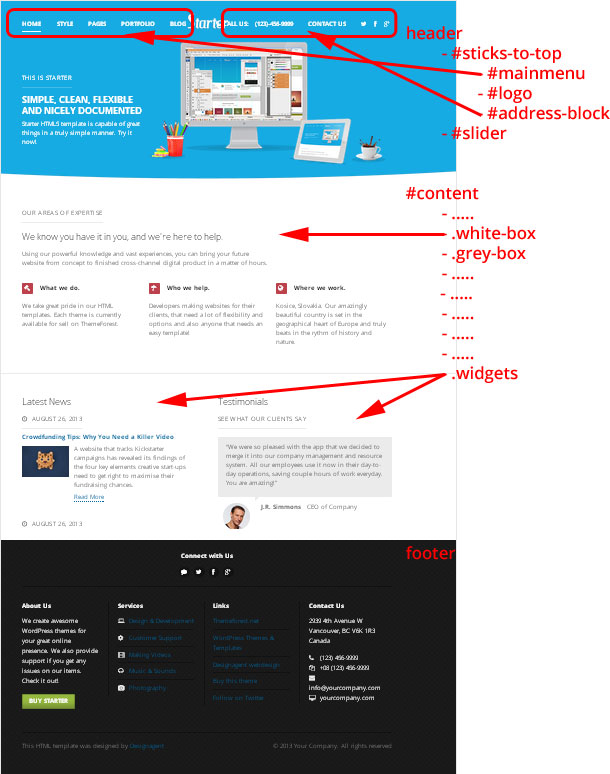 HOME STYLE PAGES PORTFOLIO BLOG Starter CALL US: (123)-456-9999 CONTACT US
header
- #sticks-to-top
- #mainmenu
- #logo
- #address-block
- #slider
THIS IS STARTER
SIMPLE, CLEAN, FLEXIBLE
AND NICELY DOCUMENTED
Starter HTML5 template is capable of great
things in a truly simple manner. Try it
now!
#content
- .....
- .white-box
- .grey-box
- .....
- .....
- .....
- .....
- .....
- .widgets
OUR AREAS OF EXPERTISE
We know you have it in you, and we're here to help.
Using our powerful knowledge and vast experiences, you can bring your future
website from concept to finished cross-channel digital product in a matter of hours.
What we do.
We take great pride in our HTML
templates. Each theme is currently
available for sell on ThemeForest.
Who we help.
Developers making websites for their
clients, that need a lot of flexibility and
options and also anyone that needs an
easy template!
Where we work.
Kosice, Slovakia: Our amazingly
beautiful country is set in the
geographical heart of Europe and truly
beats in the rythm of history and
nature.
Latest News
AUGUST 26, 2013
Crowdfunding Tips: Why You Need a Killer Video
A website that tracks Kickstarter
campaigns has revealed its findings of
the four key elements creative start-ups
need to get right to maximise their
fundraising chances.
Read More
AUGUST 26, 2013
Testimonials
SEE WHAT OUR CLIENTS SAY
"We were so pleased with the app that we decided to
merge it into our company management and resource
system. All our employees use it now in their day-to-
day operations, saving couple hours of work everyday.
You are amazing!"
J.R. Simmons CEO of Company
footer
Connect with Us
About Us
We create awesome
WordPress themes for
your great online
presence. We also provide
support if you get any
issues on our items.
Check it out!
BUY STARTER
Services
Design & Development
Customer Support
Making Videos
Music & Sounds
Photography
Links
Themeforest.net
WordPress Themes &
Templates
Designagent webdesign
Buy this theme
Follow on Twitter
Contact Us
2939 4th Avenue W
Vancouver, BC V6K 1R3
Canada
(123) 456-9999
+08 (123) 456-9999
info@yourcompany.com
yourcompany.com
This HTML template was designed by Designagent
© 2013 Your Company. All rights reserved